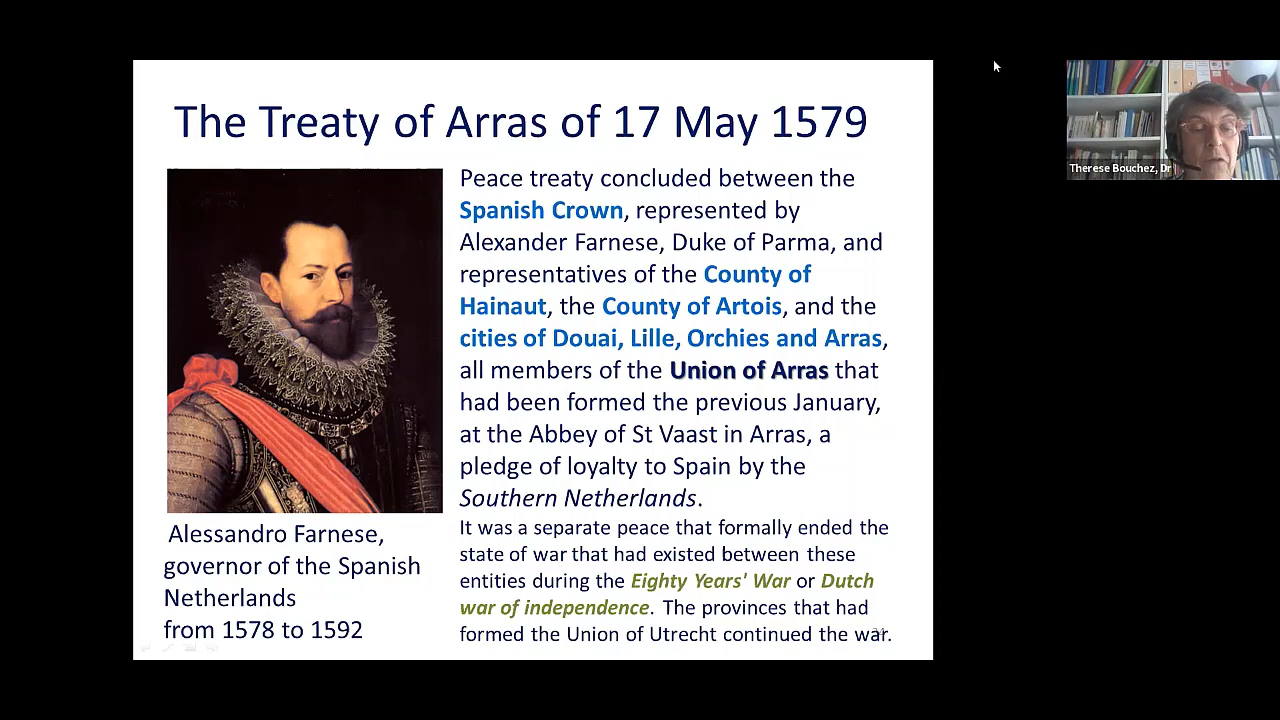 The Treaty of Arras of 17 May 1579
Peace treaty concluded between the
Spanish Crown, represented by
Alexander Farnese, Duke of Parma, and
representatives of the County of
Hainaut, the County of Artois, and the
cities of Douai, Lille, Orchies and Arras,
all members of the Union of Arras that
had been formed the previous January,
at the Abbey of St Vaast in Arras, a
pledge of loyalty to Spain by the
Southern Netherlands.
It was a separate peace that formally ended the
state of war that had existed between these
entities during the Eighty Years' War or Dutch
war of independence. The provinces that had
formed the Union of Utrecht continued the war.
Alessandro Farnese,
governor of the Spanish
Netherlands
from 1578 to 1592
Therese Bouchez, Dr